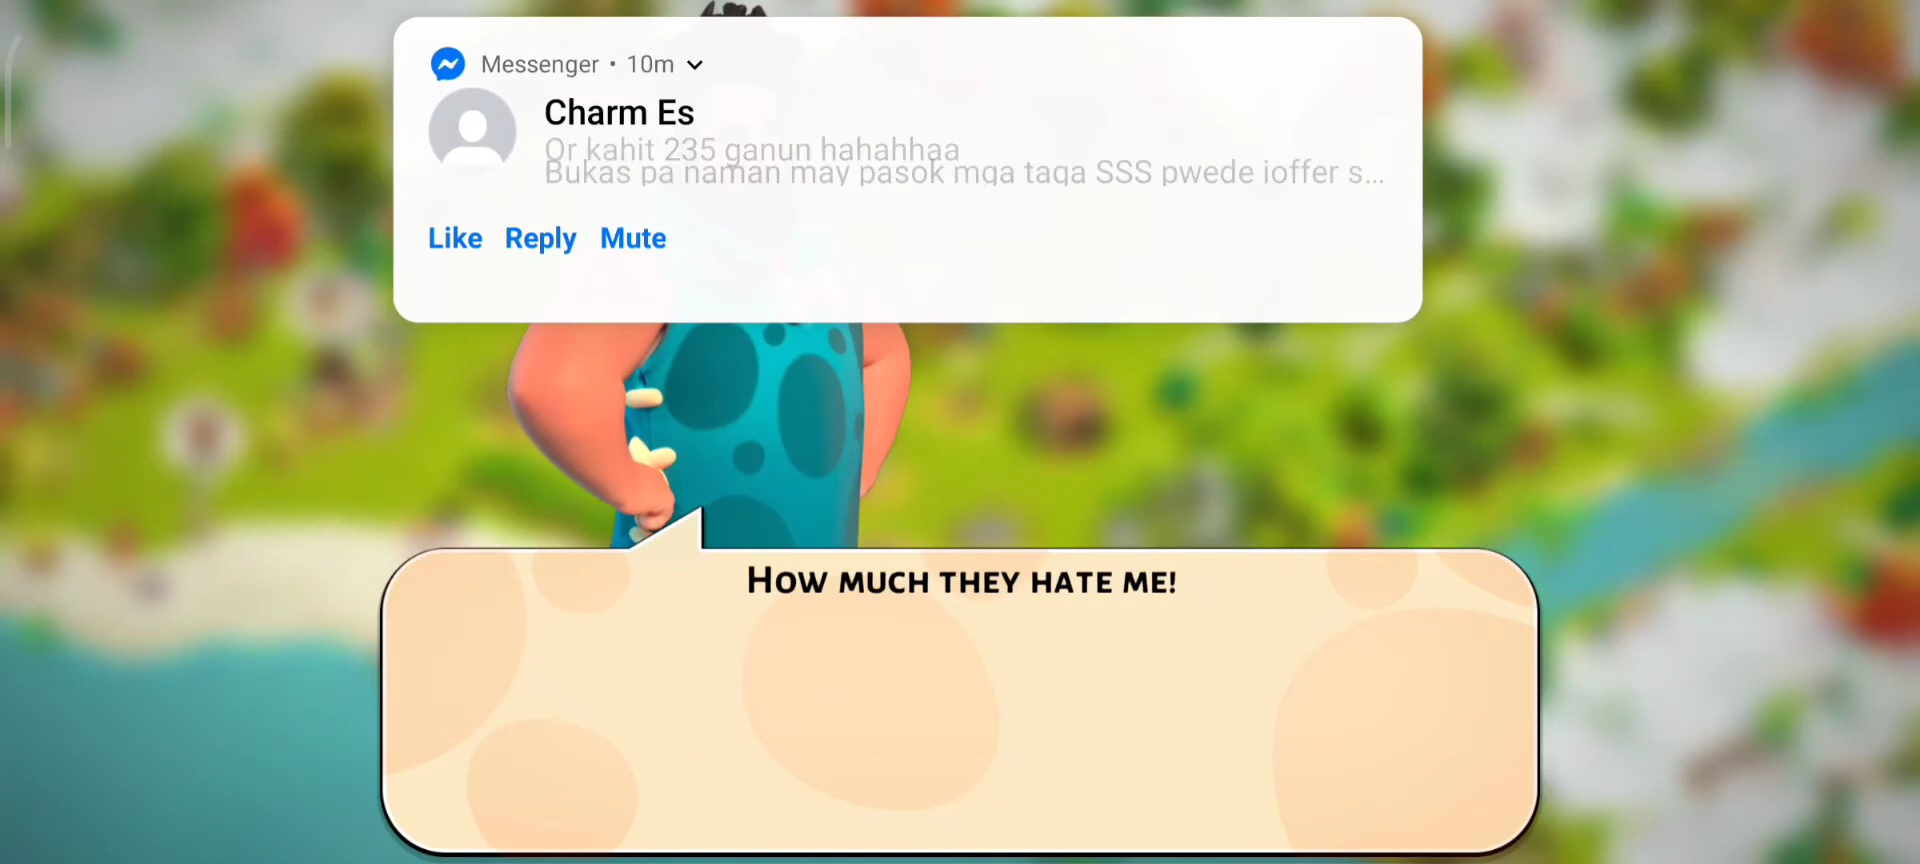 Messenger • 10m
Charm Es
Or kahit 235 ganun hahahhaa
Bukas pa naman may pasok mga taga SSS pwede ioffer s...
Like Reply Mute
HOW MUCH THEY HATE ME!